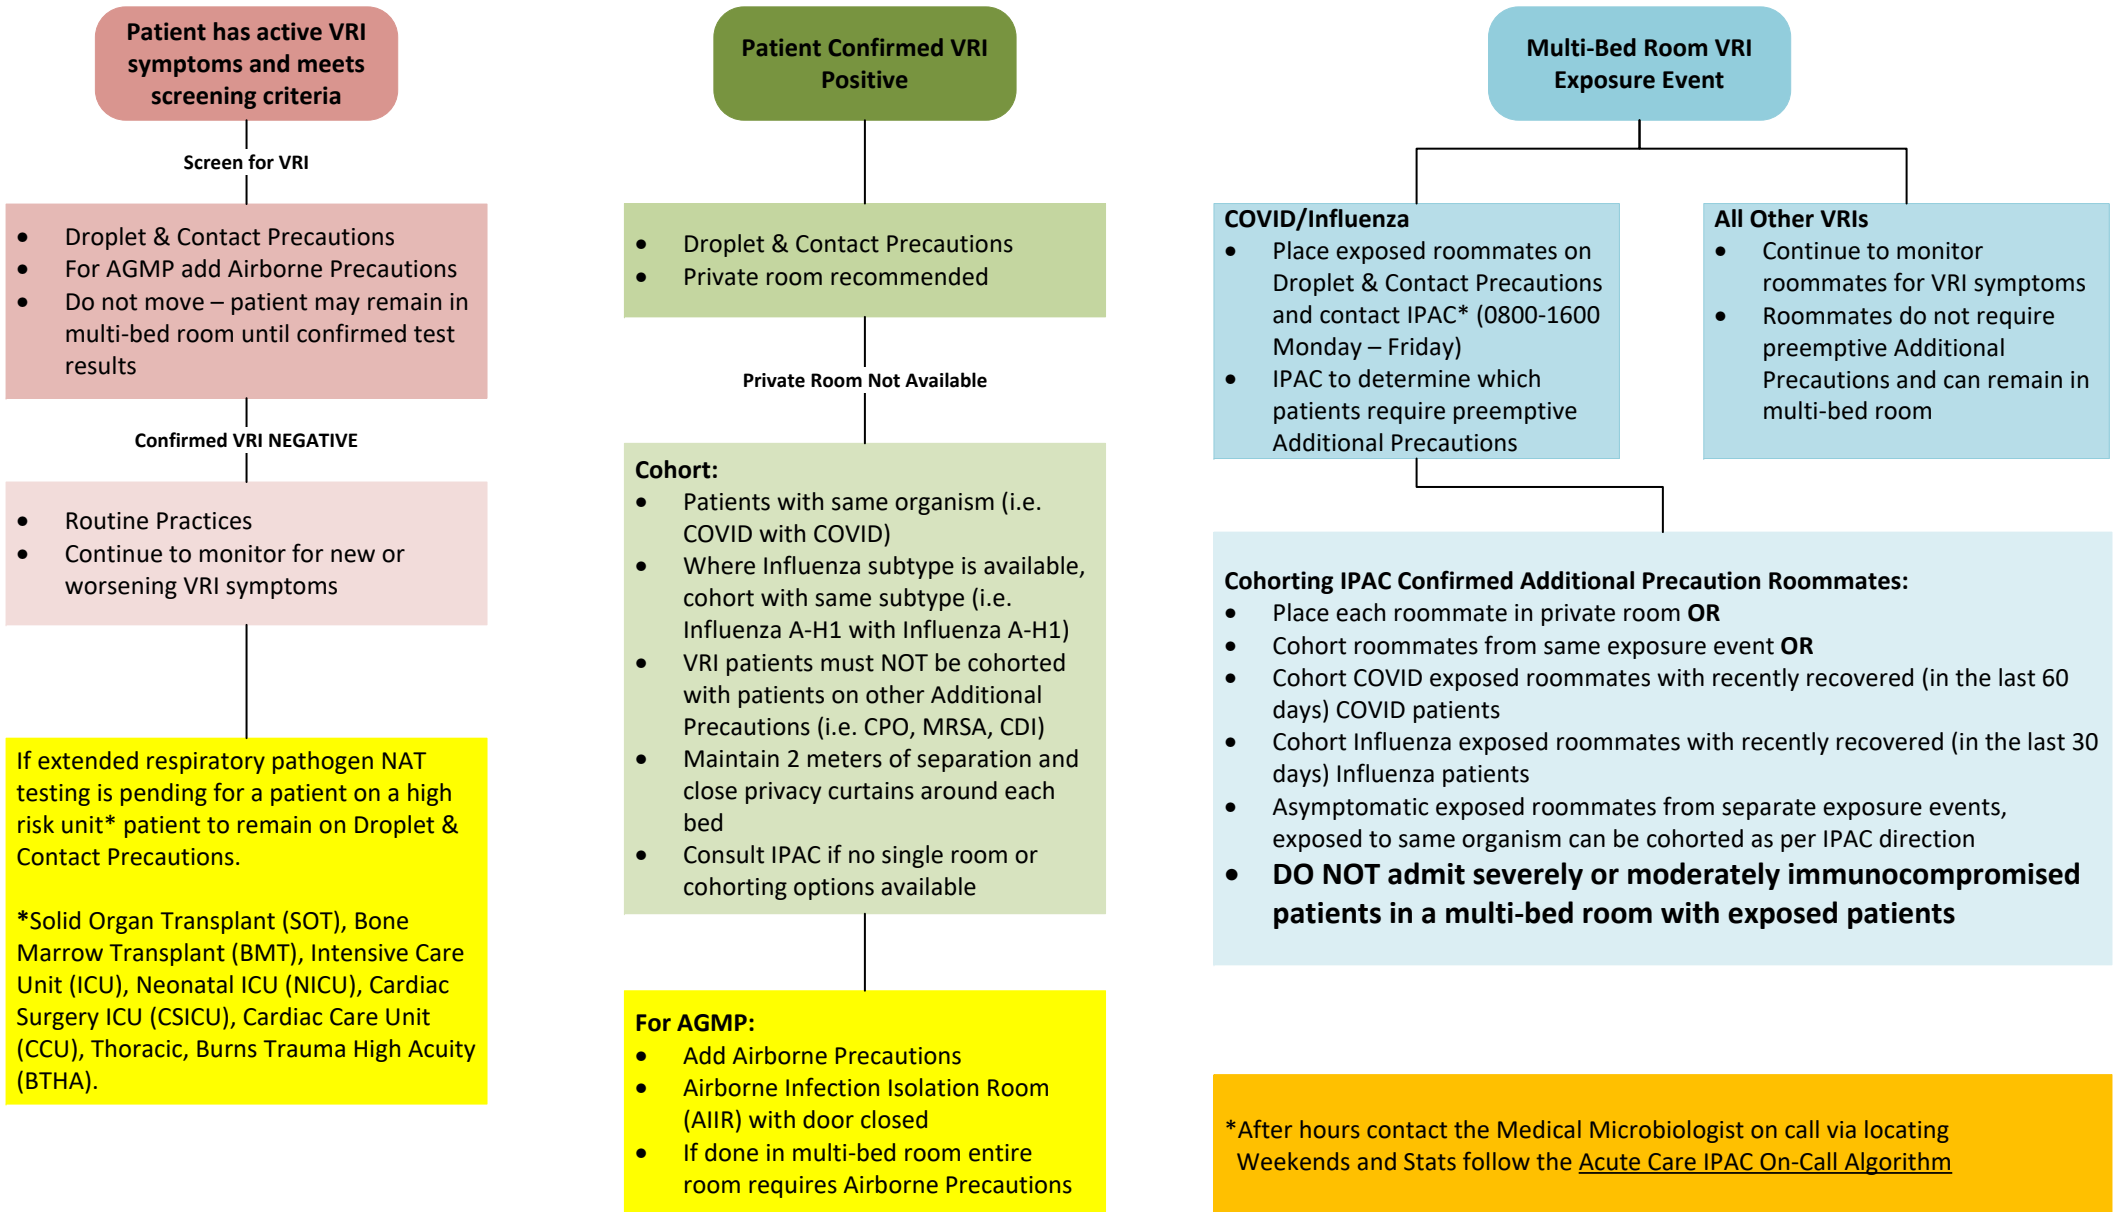 Patient has active VRI
symptoms and meets
screening criteria
Screen for VRI
• Droplet & Contact Precautions
• For AGMP add Airborne Precautions
• Do not move – patient may remain in
multi-bed room until confirmed test
results
Confirmed VRI NEGATIVE
• Routine Practices
• Continue to monitor for new or
worsening VRI symptoms
If extended respiratory pathogen NAT
testing is pending for a patient on a high
risk unit* patient to remain on Droplet &
Contact Precautions.
*Solid Organ Transplant (SOT), Bone
Marrow Transplant (BMT), Intensive Care
Unit (ICU), Neonatal ICU (NICU), Cardiac
Surgery ICU (CSICU), Cardiac Care Unit
(CCU), Thoracic, Burns Trauma High Acuity
(BTHA).
Patient Confirmed VRI
Positive
• Droplet & Contact Precautions
• Private room recommended
Private Room Not Available
Cohort:
• Patients with same organism (i.e.
COVID with COVID)
• Where Influenza subtype is available,
cohort with same subtype (i.e.
Influenza A-H1 with Influenza A-H1)
• VRI patients must NOT be cohorted
with patients on other Additional
Precautions (i.e. CPO, MRSA, CDI)
• Maintain 2 meters of separation and
close privacy curtains around each
bed
• Consult IPAC if no single room or
cohorting options available
For AGMP:
• Add Airborne Precautions
• Airborne Infection Isolation Room
(AIIR) with door closed
• If done in multi-bed room entire
room requires Airborne Precautions
Multi-Bed Room VRI
Exposure Event
COVID/Influenza
• Place exposed roommates on
Droplet & Contact Precautions
and contact IPAC* (0800-1600
Monday – Friday)
• IPAC to determine which
patients require preemptive
Additional Precautions
All Other VRIs
• Continue to monitor
roommates for VRI symptoms
• Roommates do not require
preemptive Additional
Precautions and can remain in
multi-bed room
Cohorting IPAC Confirmed Additional Precaution Roommates:
• Place each roommate in private room OR
• Cohort roommates from same exposure event OR
• Cohort COVID exposed roommates with recently recovered (in the last 60
days) COVID patients
• Cohort Influenza exposed roommates with recently recovered (in the last 30
days) Influenza patients
• Asymptomatic exposed roommates from separate exposure events,
exposed to same organism can be cohorted as per IPAC direction
• DO NOT admit severely or moderately immunocompromised
patients in a multi-bed room with exposed patients
*After hours contact the Medical Microbiologist on call via locating
Weekends and Stats follow the Acute Care IPAC On-Call Algorithm